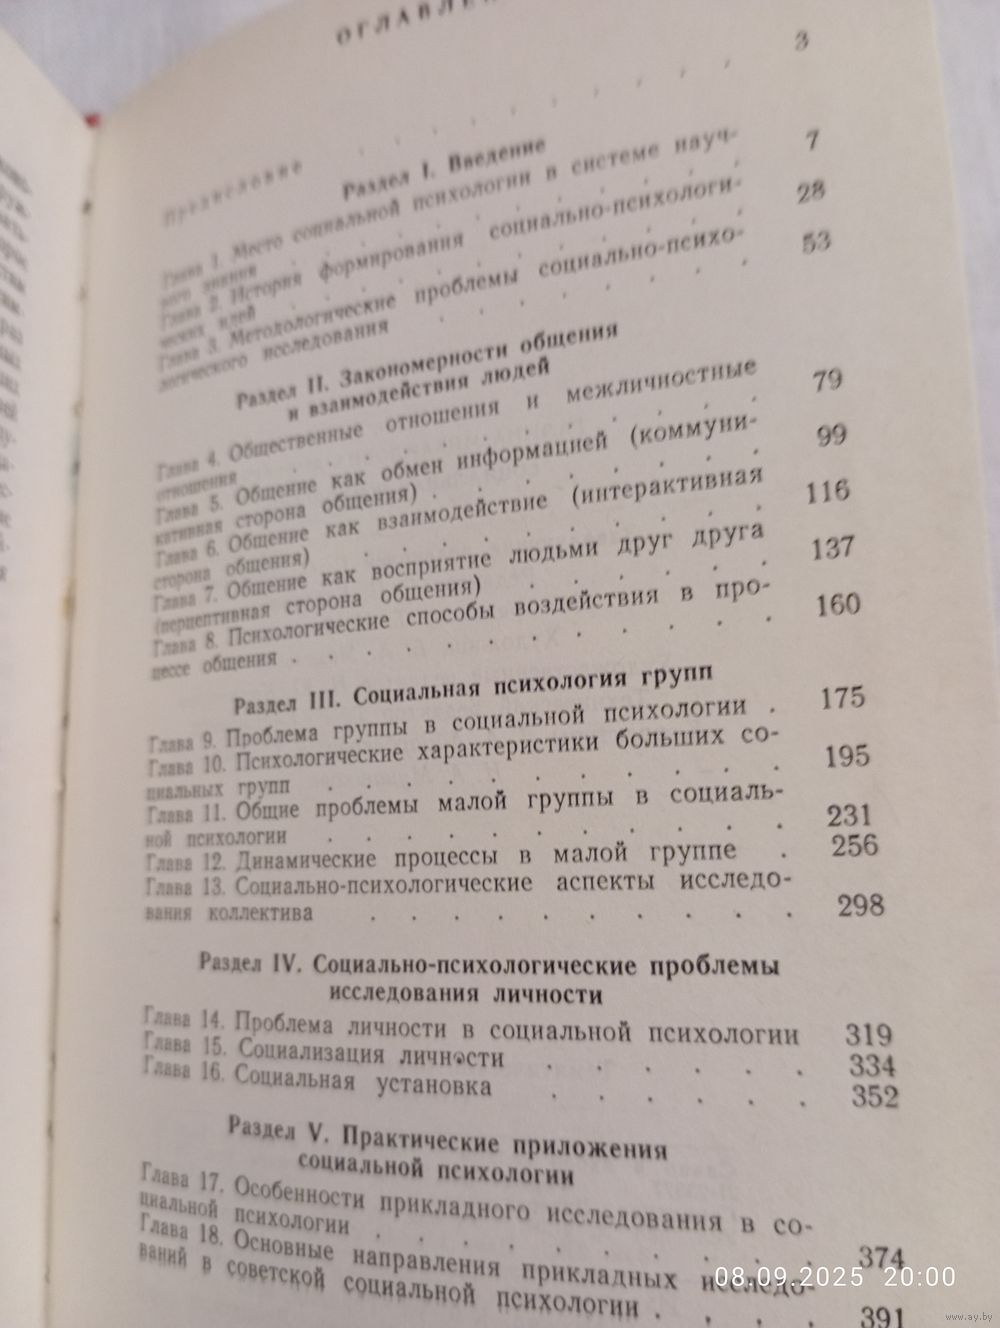 ОГЛАВЛЕ
Предисловие . . . . . . . . . 3
Раздел I. Введение
Глава 1. Место социальной психологии в системе науч-
ного знания . . . . . . 7
Глава 2. История формирования социально-психологи-
ческих идей . . . . . . 28
Глава 3. Методологические проблемы социально-психо-
логического исследования . . . . . . 53
Раздел II. Закономерности общения
и взаимодействия людей
Глава 4. Общественные отношения и межличностные
отношения . . . . . . . 79
Глава 5. Общение как обмен информацией (коммуни-
кативная сторона общения) . . . . . . 99
Глава 6. Общение как взаимодействие (интерактивная
сторона общения) . . . . . . 116
Глава 7. Общение как восприятие людьми друг друга
(перцептивная сторона общения) . . . . 137
Глава 8. Психологические способы воздействия в про-
цессе общения . . . . . . . . . . 160
Раздел III. Социальная психология групп
Глава 9. Проблема группы в социальной психологии . 175
Глава 10. Психологические характеристики больших со-
циальных групп . . . . . . . . . 195
Глава 11. Общие проблемы малой группы в социаль-
ной психологии . . . . . . . . . 231
Глава 12. Динамические процессы в малой группе . 256
Глава 13. Социально-психологические аспекты исследо-
вания коллектива . . . . . . . . 298
Раздел IV. Социально-психологические проблемы
исследования личности
Глава 14. Проблема личности в социальной психологии 319
Глава 15. Социализация личности . . . . . . 334
Глава 16. Социальная установка . . . . . . 352
Раздел V. Практические приложения
социальной психологии
Глава 17. Особенности прикладного исследования в со-
циальной психологии . . . . . . . . 374
Глава 18. Основные направления прикладных исследо-
ваний в советской социальной психологии . . . . 391
08.09.2025 20:00
www.ay.by